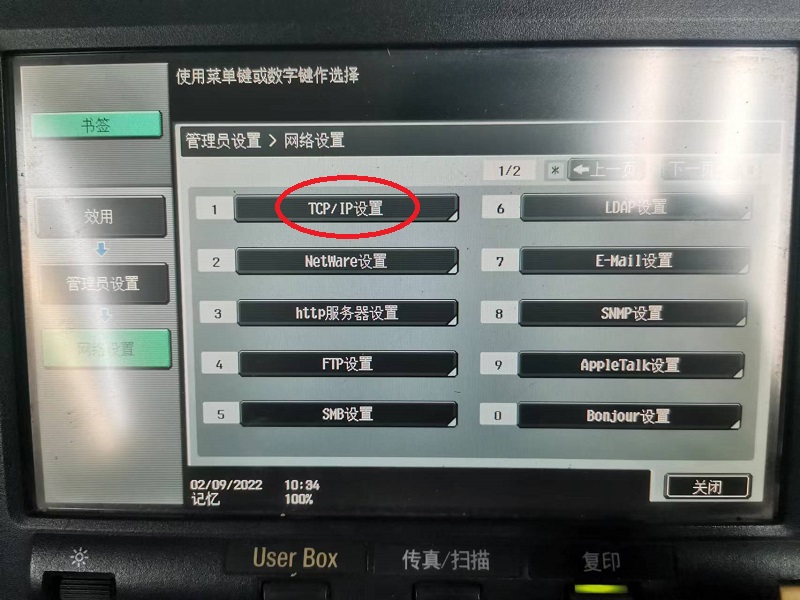 使用菜单键或数字键作选择
书签
管理员设置 > 网络设置
1/2 * ←上一页 下一页
效用
管理员设置
网络设置
1 TCP/IP设置
6 LDAP设置
2 NetWare设置
7 E-Mail设置
3 http服务器设置
8 SNMP设置
4 FTP设置
9 AppleTalk设置
5 SMB设置
0 Bonjour设置
02/09/2022 10:34
记忆 100%
关闭
User Box 传真/扫描 复印